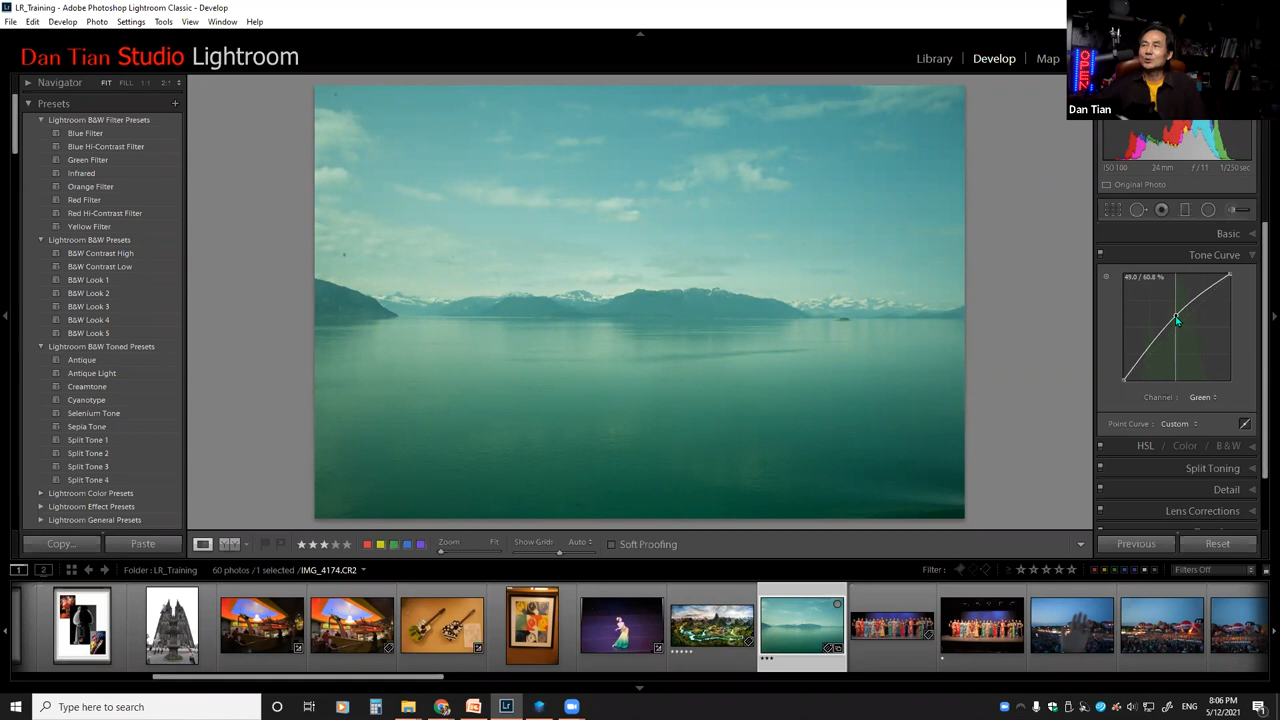 LR_Training - Adobe Photoshop Lightroom Classic - Develop
File Edit Develop Photo Settings Tools View Window Help
Dan Tian Studio Lightroom
Library Develop Map
OPEN
Dan Tian
Navigator FIT FILL 1:1 2:1
Presets +
Lightroom B&W Filter Presets
Blue Filter
Blue Hi-Contrast Filter
Green Filter
Infrared
Orange Filter
Red Filter
Red Hi-Contrast Filter
Yellow Filter
Lightroom B&W Presets
B&W Contrast High
B&W Contrast Low
B&W Look 1
B&W Look 2
B&W Look 3
B&W Look 4
B&W Look 5
Lightroom B&W Toned Presets
Antique
Antique Light
Creamtone
Cyanotype
Selenium Tone
Sepia Tone
Split Tone 1
Split Tone 2
Split Tone 3
Split Tone 4
Lightroom Color Presets
Lightroom Effect Presets
Lightroom General Presets
ISO 100 24 mm f / 11 1/250 sec
Original Photo
Basic
Tone Curve
49.0 / 60.8 %
Channel : Green
Point Curve : Custom
HSL / Color / B & W
Split Toning
Detail
Lens Corrections
Copy... Paste
Zoom Fit Show Grid: Auto Soft Proofing
Previous Reset
1 2 Folder : LR_Training 60 photos / 1 selected / IMG_4174.CR2 Filter : Filters Off
Type here to search
ENG
8:06 PM
5/12/2021